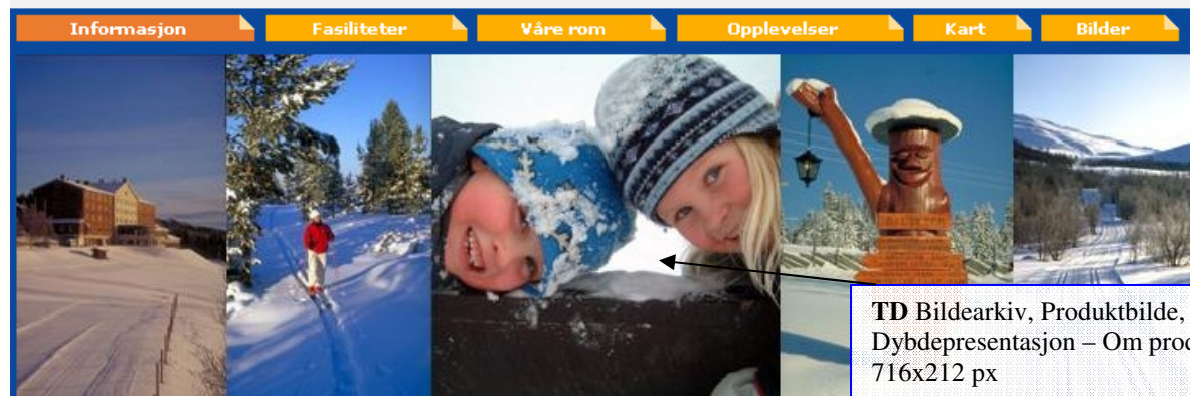 Informasjon Fasiliteter Våre rom Opplevelser Kart Bilder
TD Bildearkiv, Produktbilde,
Dybdepresentasjon – Om prod
716x212 px